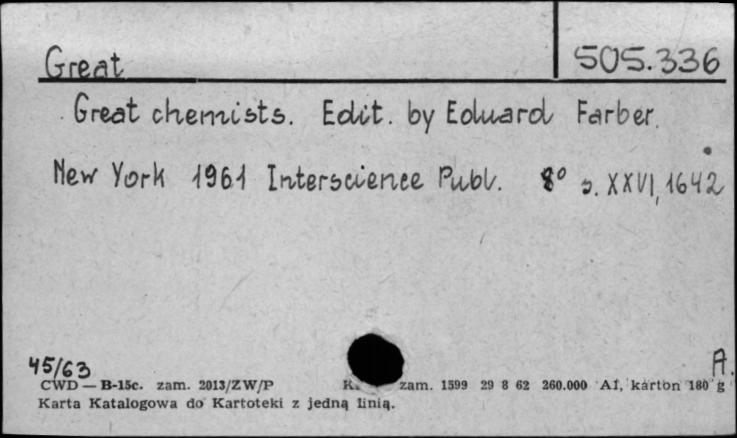 Great 505.336
Great chemists. Edit. by Eduard Farber.
New York 1961 Interscience Publ. 8° s. XXVI, 1642
45/63 A.
CWD — B-15c. zam. 2013/ZW/P zam. 1599 29 8 62 260.000 A1, karton 180 g
Karta Katalogowa do Kartoteki z jedną linią.